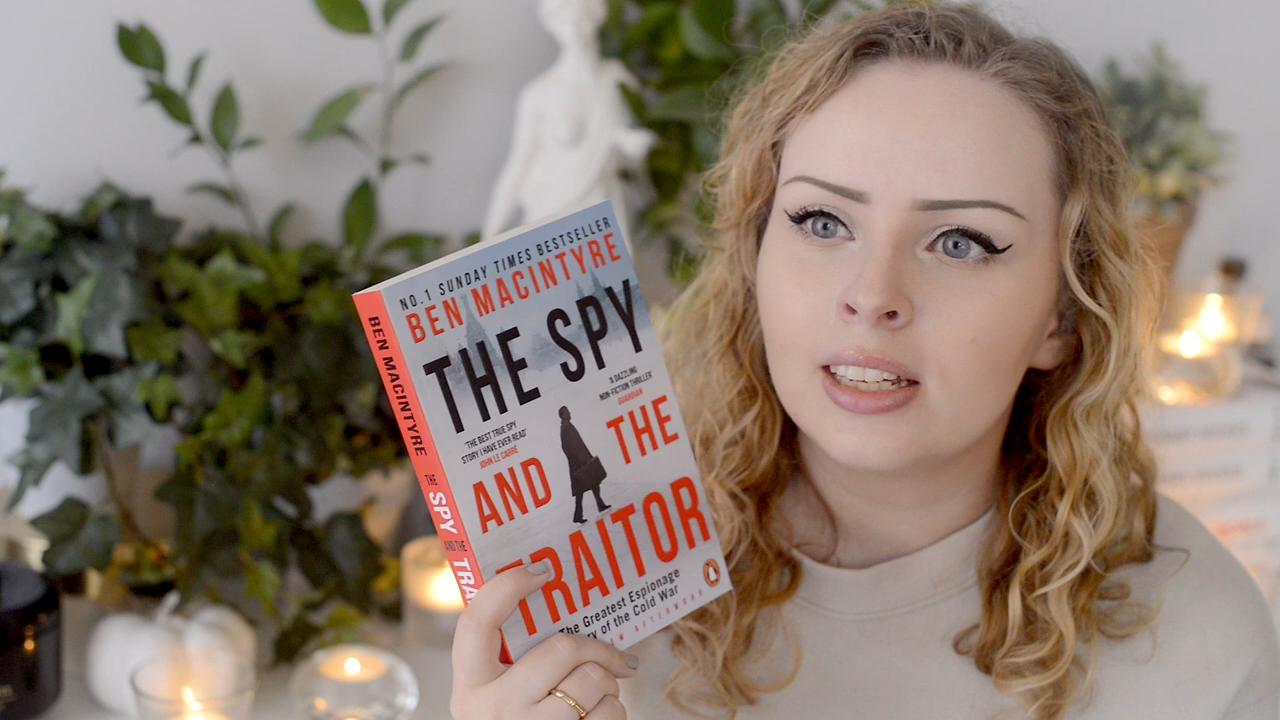 NO.1 SUNDAY TIMES BESTSELLER
BEN MACINTYRE
THE SPY
'A DAZZLING
NON-FICTION THRILLER'
GUARDIAN
'THE BEST TRUE SPY
STORY I HAVE EVER READ'
JOHN LE CARRÉ
AND THE
TRAITOR
The Greatest Espionage
of the Cold War
AFTERWORD
BEN MACINTYRE THE SPY AND THE TRA